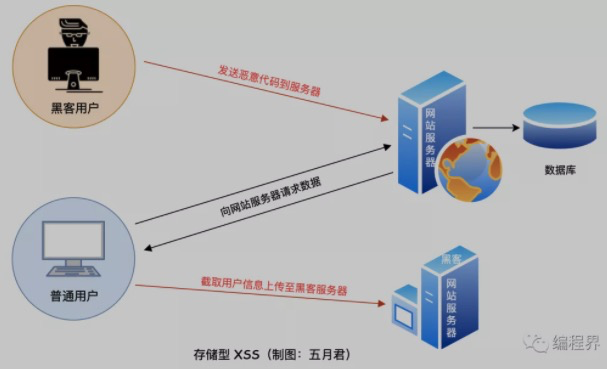 黑客用户
发送恶意代码到服务器
网站服务器
数据库
向网站服务器请求数据
普通用户
截取用户信息上传至黑客服务器
黑客
网站服务器
存储型 XSS（制图：五月君）
编程界